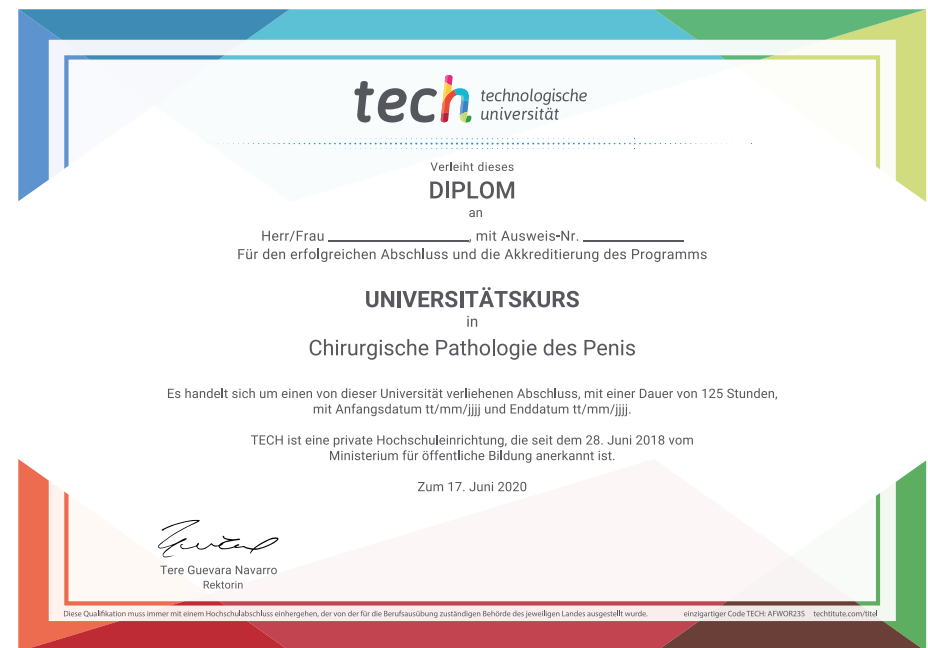 tech technologische
universität
Verleiht dieses
DIPLOM
an
Herr/Frau ____________________, mit Ausweis-Nr. ______________
Für den erfolgreichen Abschluss und die Akkreditierung des Programms
UNIVERSITÄTSKURS
in
Chirurgische Pathologie des Penis
Es handelt sich um einen von dieser Universität verliehenen Abschluss, mit einer Dauer von 125 Stunden,
mit Anfangsdatum tt/mm/jjjj und Enddatum tt/mm/jjjj.
TECH ist eine private Hochschuleinrichtung, die seit dem 28. Juni 2018 vom
Ministerium für öffentliche Bildung anerkannt ist.
Zum 17. Juni 2020
Tere Guevara Navarro
Rektorin
Diese Qualifikation muss immer mit einem Hochschulabschluss einhergehen, der von der für die Berufsausübung zuständigen Behörde des jeweiligen Landes ausgestellt wurde. einzigartiger Code TECH: AFWOR23S techtitute.com/titel